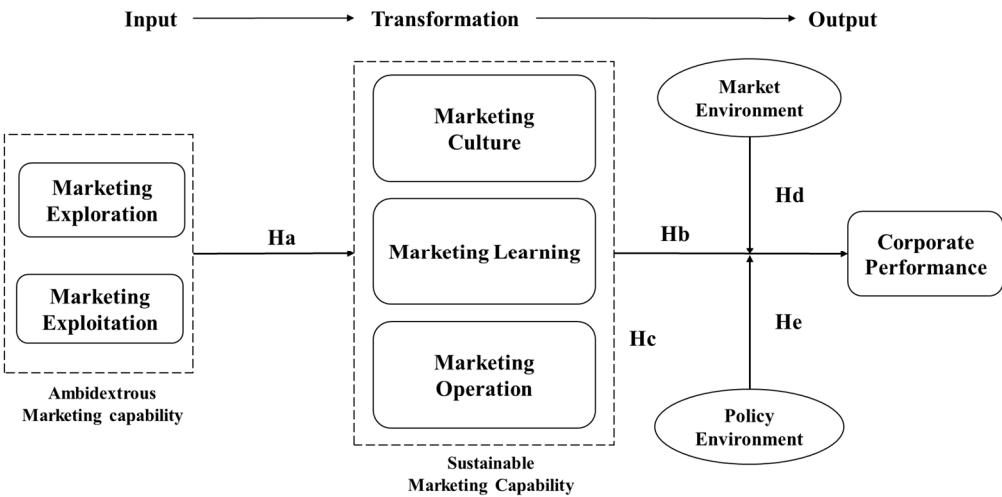 Input
Transformation
Output
Marketing
Exploration
Marketing
Exploitation
Ambidextrous
Marketing capability
Ha
Marketing
Culture
Marketing Learning
Marketing
Operation
Sustainable
Marketing Capability
Hb
Hc
Market
Environment
Hd
He
Policy
Environment
Corporate
Performance